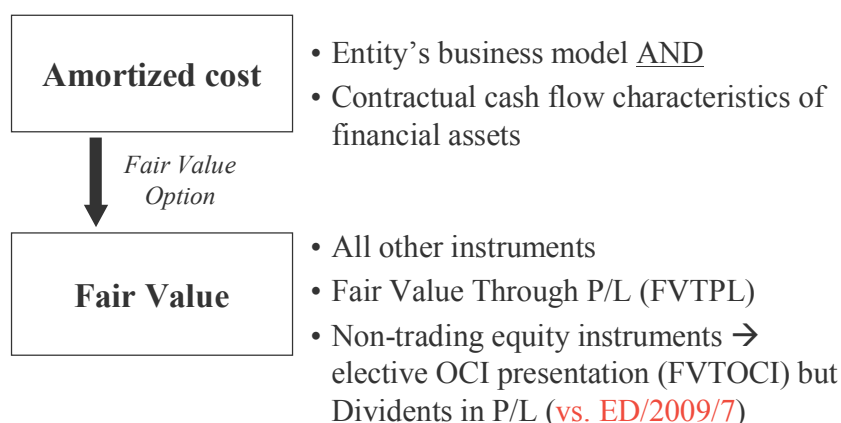 Amortized cost
• Entity’s business model AND
• Contractual cash flow characteristics of
financial assets
Fair Value
Option
Fair Value
• All other instruments
• Fair Value Through P/L (FVTPL)
• Non-trading equity instruments →
elective OCI presentation (FVTOCI) but
Dividents in P/L (vs. ED/2009/7)